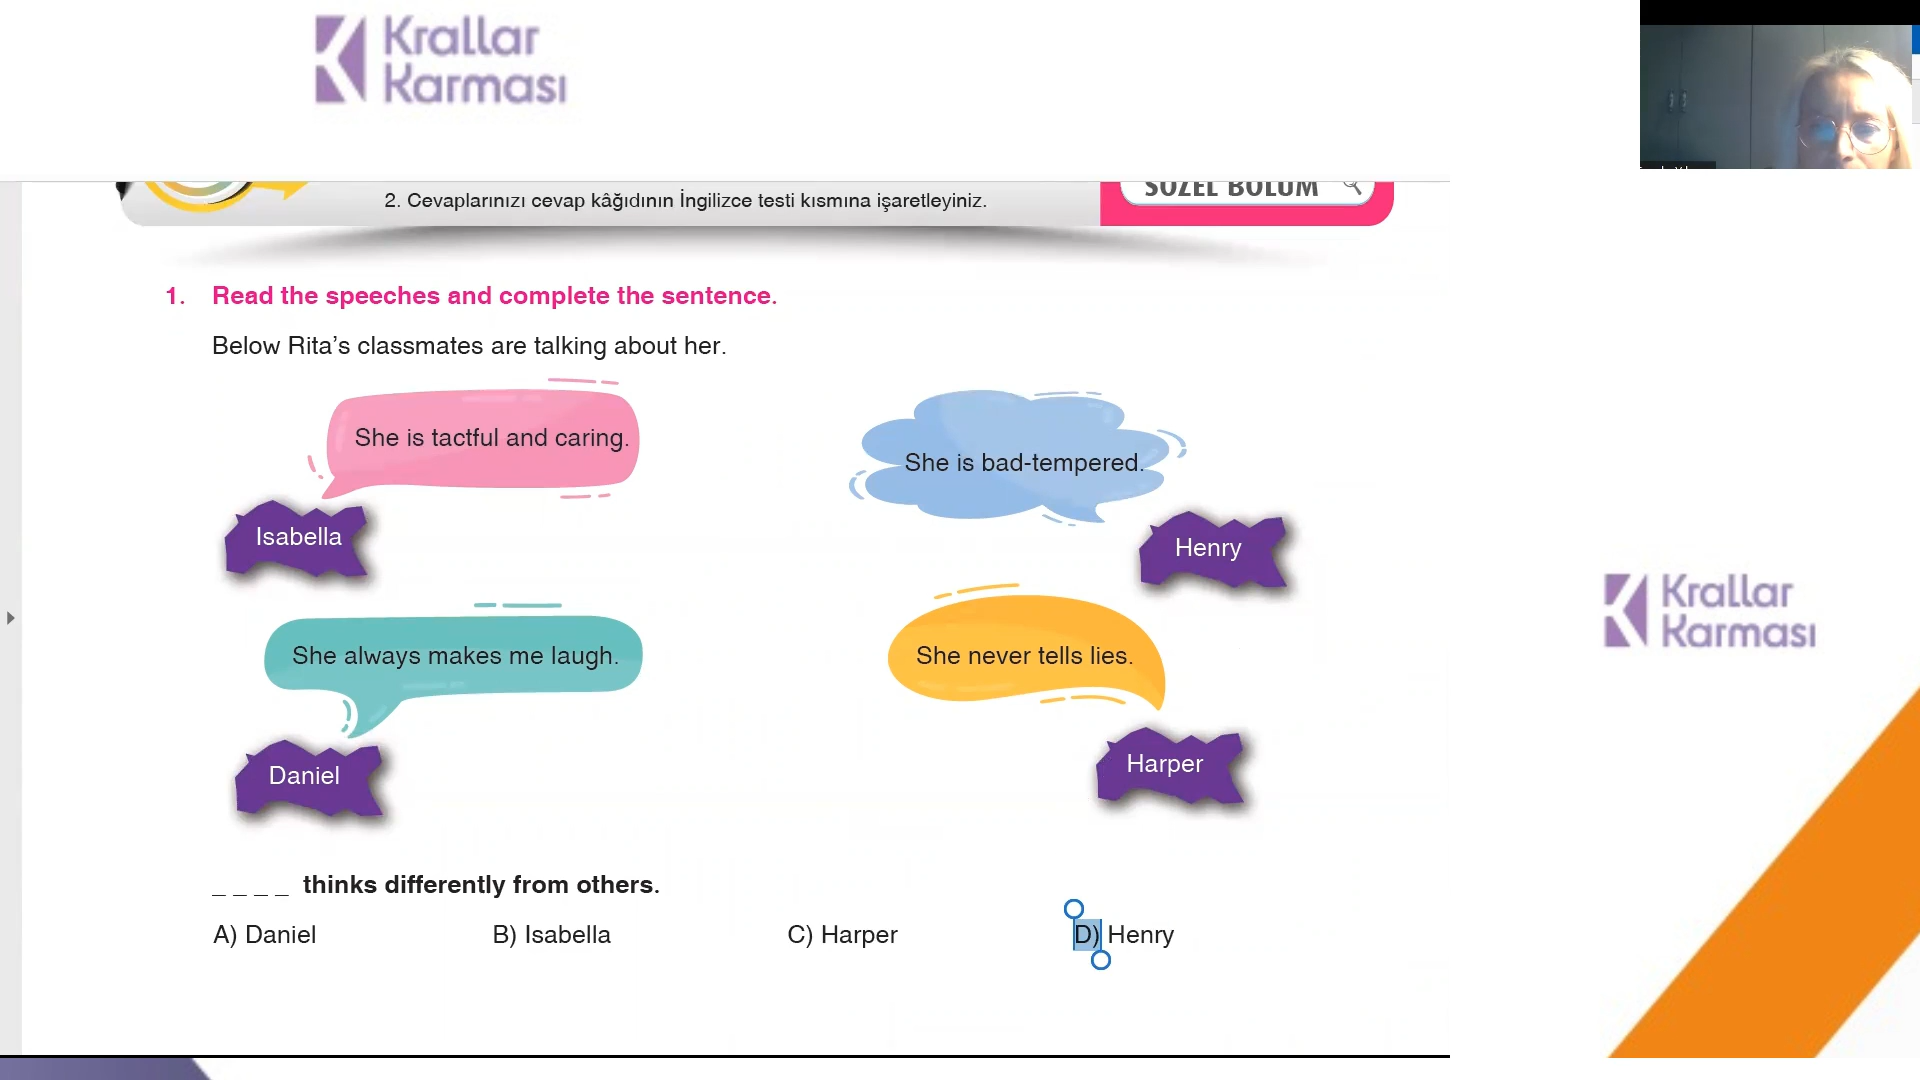 Krallar
Karması
2. Cevaplarınızı cevap kâğıdının İngilizce testi kısmına işaretleyiniz.
SÖZEL BÖLÜM
1. Read the speeches and complete the sentence.
Below Rita’s classmates are talking about her.
She is tactful and caring.
She is bad-tempered.
Isabella
Henry
She always makes me laugh.
She never tells lies.
Daniel
Harper
Krallar
Karması
_ _ _ _ thinks differently from others.
A) Daniel B) Isabella C) Harper D) Henry